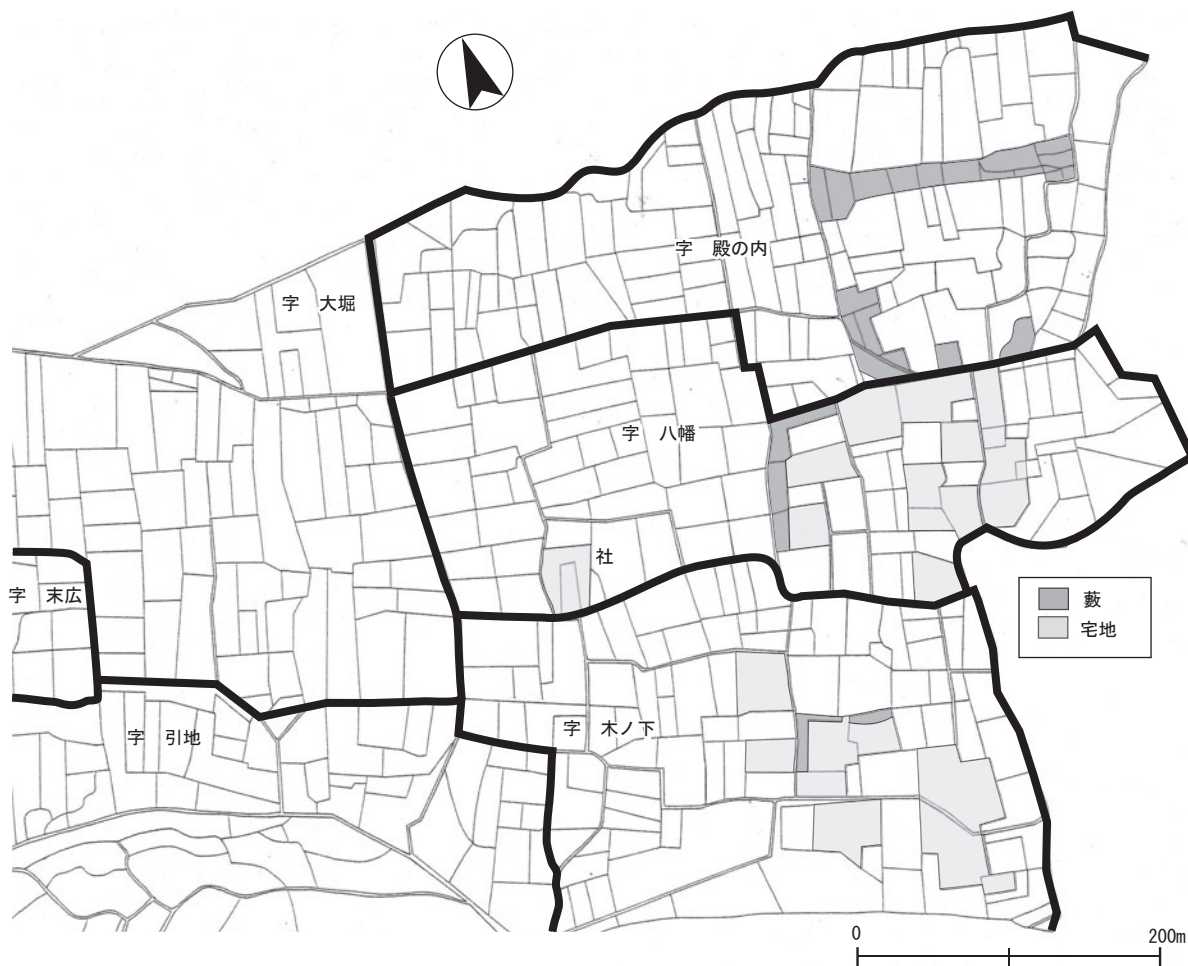 字　殿の内
字　大堀
字　八幡
社
字　末広
藪
宅地
字　引地
字　木ノ下
0
200m